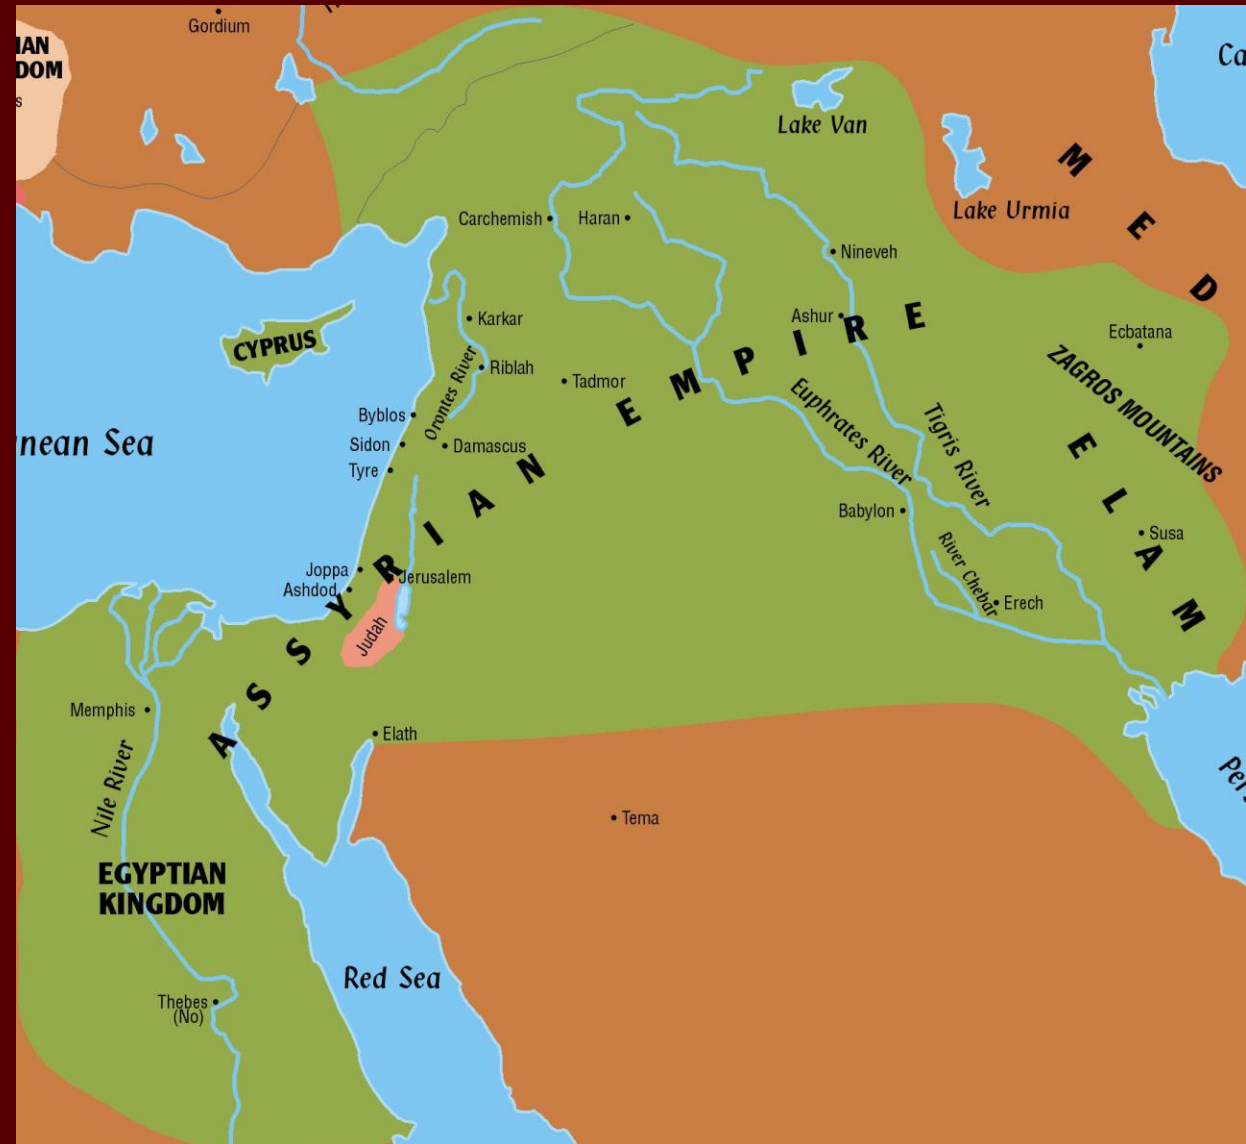 Gordium
IAN
DOM
s
Ca
Lake Van
MED
Lake Urmia
Carchemish
Haran
Nineveh
Ashur
Karkar
CYPRUS
Ecbatana
ZAGROS MOUNTAINS
Riblah
Orontes River
Tadmor
Byblos
Sidon
Damascus
Tyre
nean Sea
Euphrates River
Tigris River
ELAM
Babylon
Susa
ASSYRIAN EMPIRE
River Chebar
Erech
Joppa
Jerusalem
Ashdod
Judah
Memphis
Elath
Nile River
Pers
Tema
EGYPTIAN
KINGDOM
Red Sea
Thebes
(No)